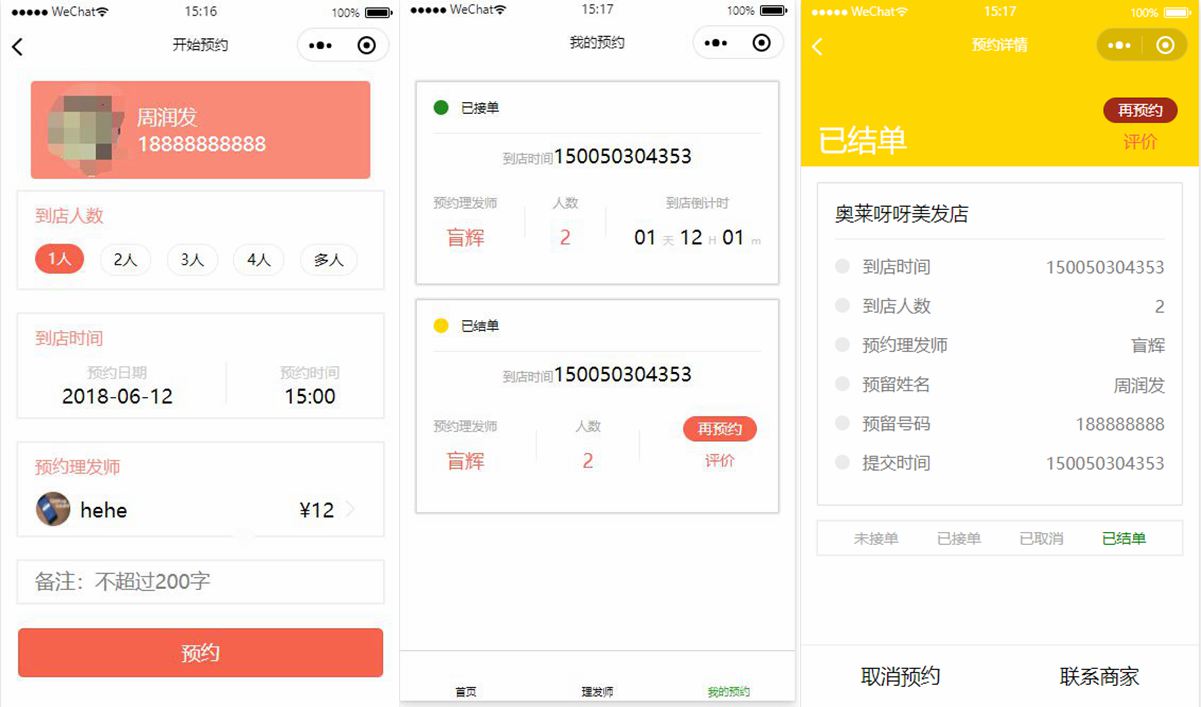 WeChat 15:16 100%
开始预约
周润发
18888888888
到店人数
1人 2人 3人 4人 多人
到店时间
预约日期 预约时间
2018-06-12 15:00
预约理发师
hehe ¥12
备注：不超过200字
预约
WeChat 15:17 100%
我的预约
已接单
到店时间150050304353
预约理发师 人数 到店倒计时
盲辉 2 01 天 12 H 01 m
已结单
到店时间150050304353
预约理发师 人数 再预约
盲辉 2 评价
首页 理发师 我的预约
WeChat 15:17 100%
预约详情
再预约
已结单 评价
奥莱呀呀美发店
到店时间 150050304353
到店人数 2
预约理发师 盲辉
预留姓名 周润发
预留号码 188888888
提交时间 150050304353
未接单 已接单 已取消 已结单
取消预约 联系商家